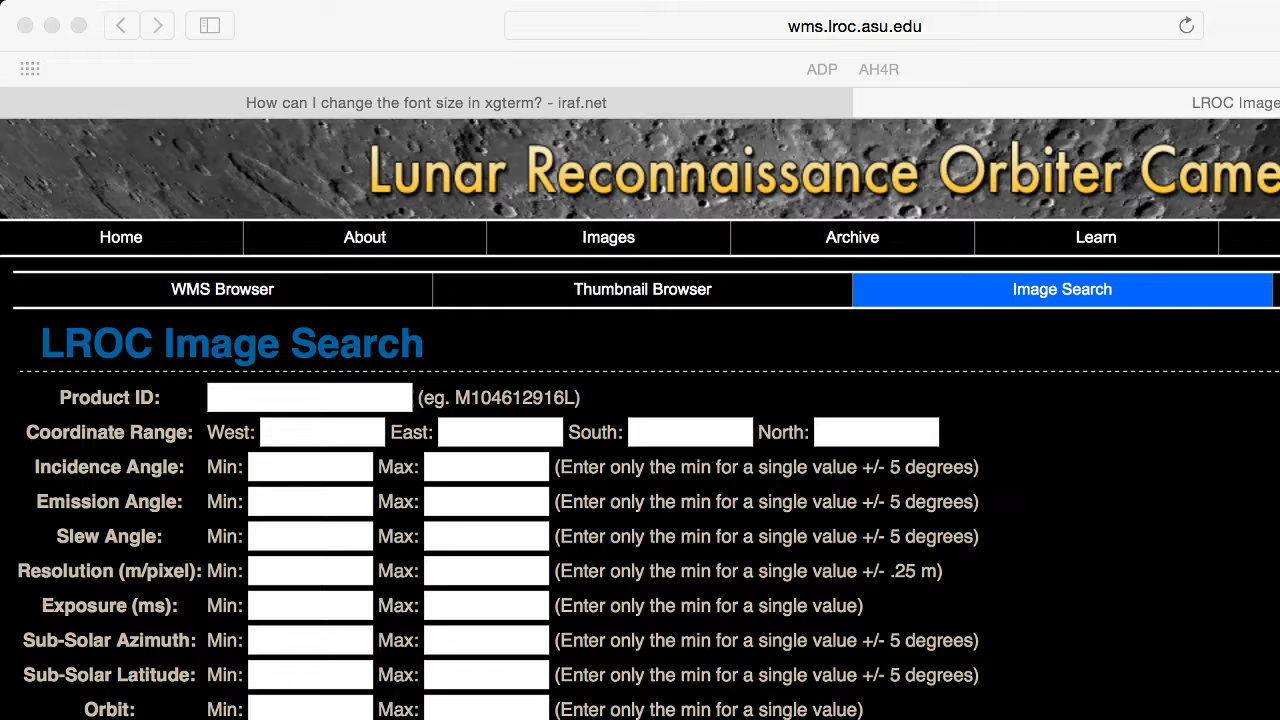 wms.lroc.asu.edu
ADP AH4R
How can I change the font size in xgterm? - iraf.net LROC Image
Lunar Reconnaissance Orbiter Came
Home About Images Archive Learn
WMS Browser Thumbnail Browser Image Search
LROC Image Search
Product ID: (eg. M104612916L)
Coordinate Range: West: East: South: North:
Incidence Angle: Min: Max: (Enter only the min for a single value +/- 5 degrees)
Emission Angle: Min: Max: (Enter only the min for a single value +/- 5 degrees)
Slew Angle: Min: Max: (Enter only the min for a single value +/- 5 degrees)
Resolution (m/pixel): Min: Max: (Enter only the min for a single value +/- .25 m)
Exposure (ms): Min: Max: (Enter only the min for a single value)
Sub-Solar Azimuth: Min: Max: (Enter only the min for a single value +/- 5 degrees)
Sub-Solar Latitude: Min: Max: (Enter only the min for a single value +/- 5 degrees)
Orbit: Min: Max: (Enter only the min for a single value)